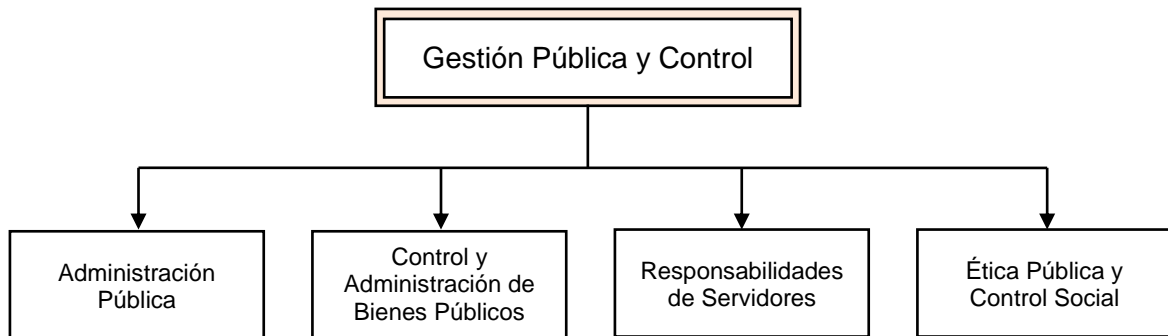 Gestión Pública y Control
Administración
Pública
Control y
Administración de
Bienes Públicos
Responsabilidades
de Servidores
Ética Pública y
Control Social